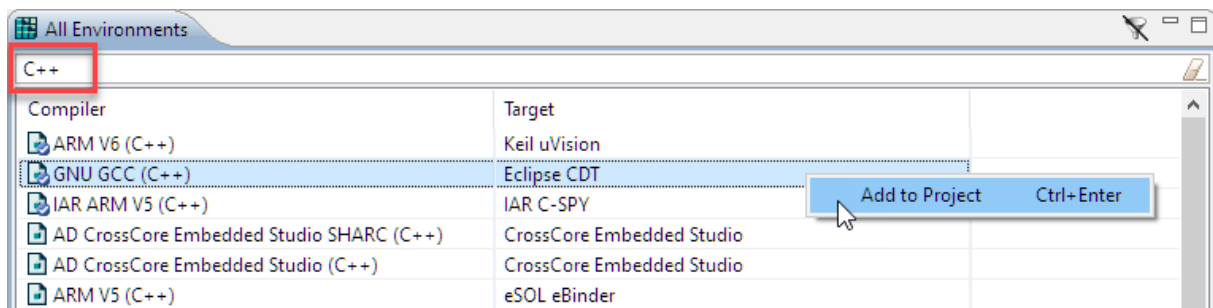 All Environments
C++
Compiler Target
ARM V6 (C++) Keil uVision
GNU GCC (C++) Eclipse CDT
Add to Project Ctrl+Enter
IAR ARM V5 (C++) IAR C-SPY
AD CrossCore Embedded Studio SHARC (C++) CrossCore Embedded Studio
AD CrossCore Embedded Studio (C++) CrossCore Embedded Studio
ARM V5 (C++) eSOL eBinder